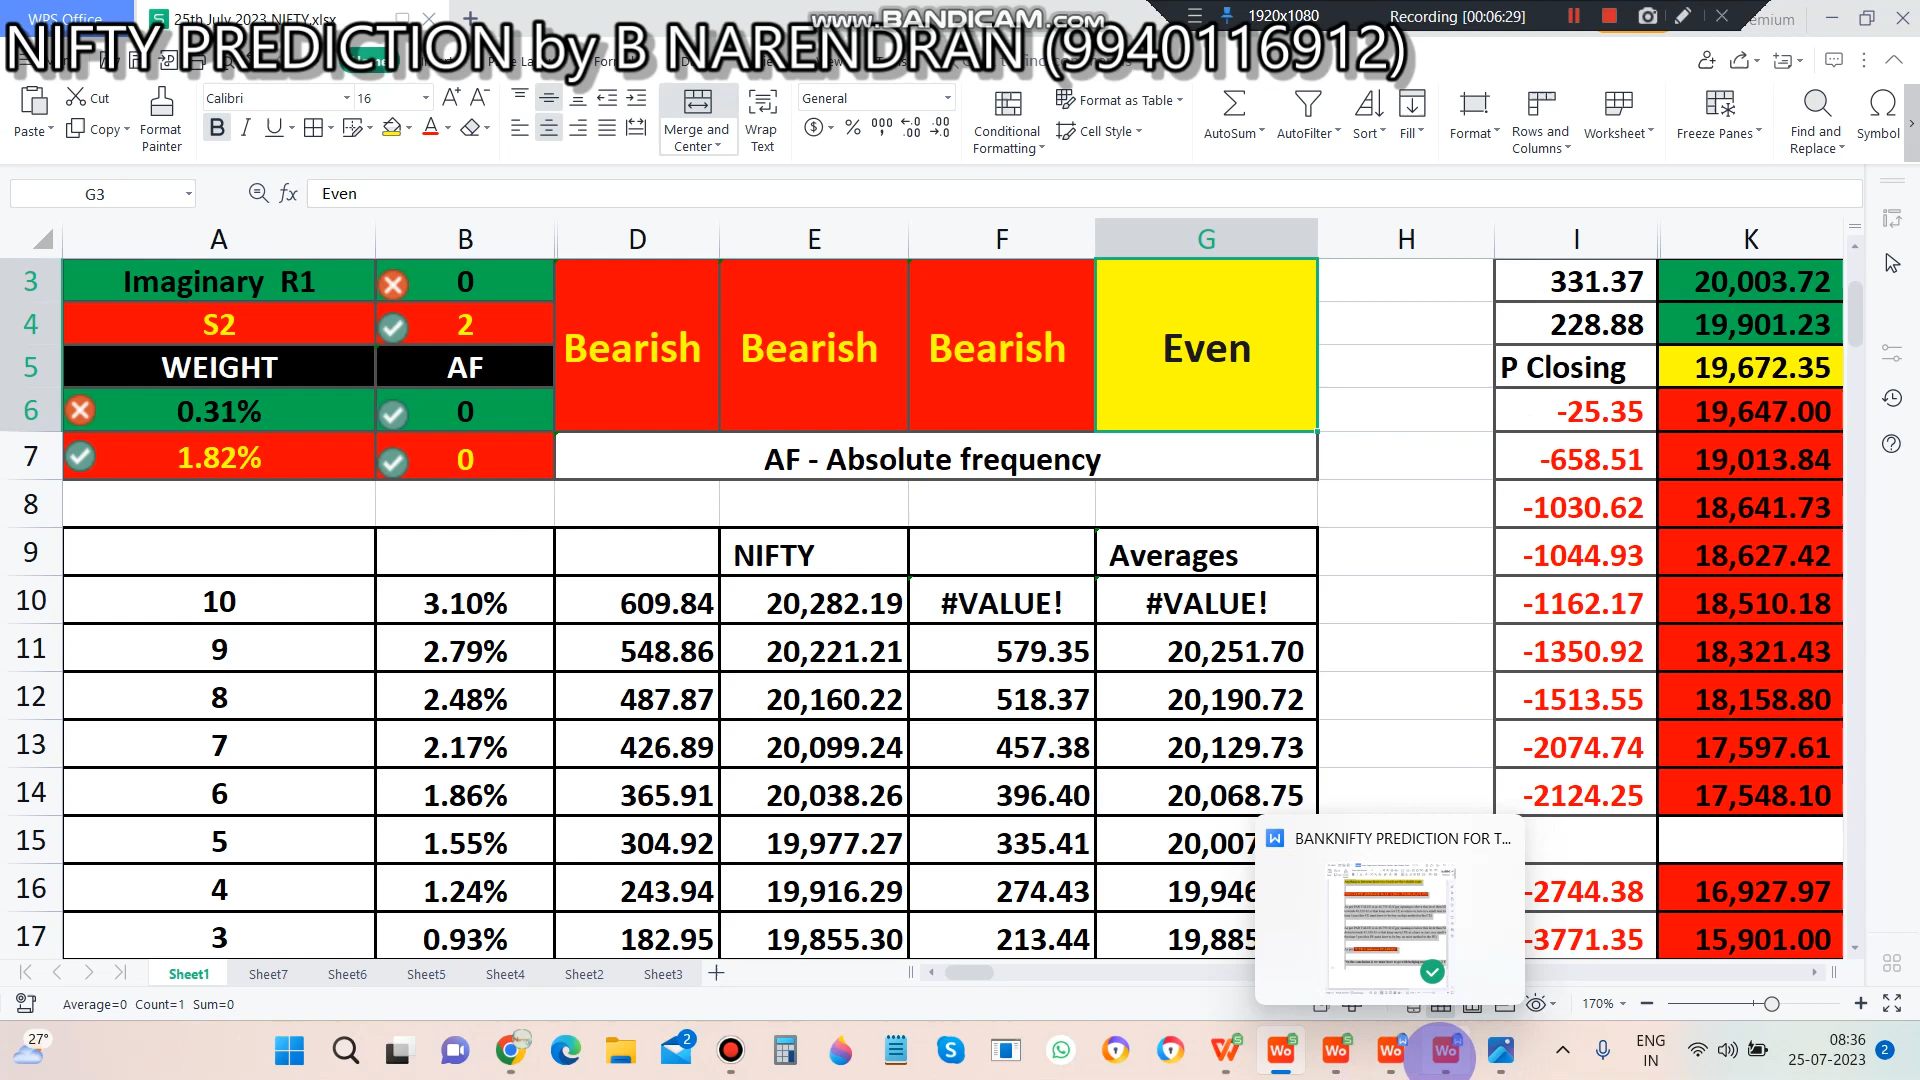 WPS Office
25th July 2023 NIFTY.xlsx
www.BANDICAM.com
1920x1080
Recording [00:06:29]
NIFTY PREDICTION by B NARENDRAN (9940116912)
Paste
Cut
Copy
Format Painter
Calibri
16
Merge and Center
Wrap Text
General
Conditional Formatting
Format as Table
Cell Style
AutoSum
AutoFilter
Sort
Fill
Format
Rows and Columns
Worksheet
Freeze Panes
Find and Replace
Symbol
G3
fx
Even
A B D E F G H I K
3 Imaginary R1 0 331.37 20,003.72
4 S2 2 Bearish Bearish Bearish Even 228.88 19,901.23
5 WEIGHT AF P Closing 19,672.35
6 0.31% 0 -25.35 19,647.00
7 1.82% 0 AF - Absolute frequency -658.51 19,013.84
8 -1030.62 18,641.73
9 NIFTY Averages -1044.93 18,627.42
10 10 3.10% 609.84 20,282.19 #VALUE! #VALUE! -1162.17 18,510.18
11 9 2.79% 548.86 20,221.21 579.35 20,251.70 -1350.92 18,321.43
12 8 2.48% 487.87 20,160.22 518.37 20,190.72 -1513.55 18,158.80
13 7 2.17% 426.89 20,099.24 457.38 20,129.73 -2074.74 17,597.61
14 6 1.86% 365.91 20,038.26 396.40 20,068.75 -2124.25 17,548.10
15 5 1.55% 304.92 19,977.27 335.41 20,007
16 4 1.24% 243.94 19,916.29 274.43 19,946 -2744.38 16,927.97
17 3 0.93% 182.95 19,855.30 213.44 19,885 -3771.35 15,901.00
BANKNIFTY PREDICTION FOR T...
Sheet1 Sheet7 Sheet6 Sheet5 Sheet4 Sheet2 Sheet3
Average=0 Count=1 Sum=0
170%
27°
2
ENG
IN
08:36
25-07-2023
2